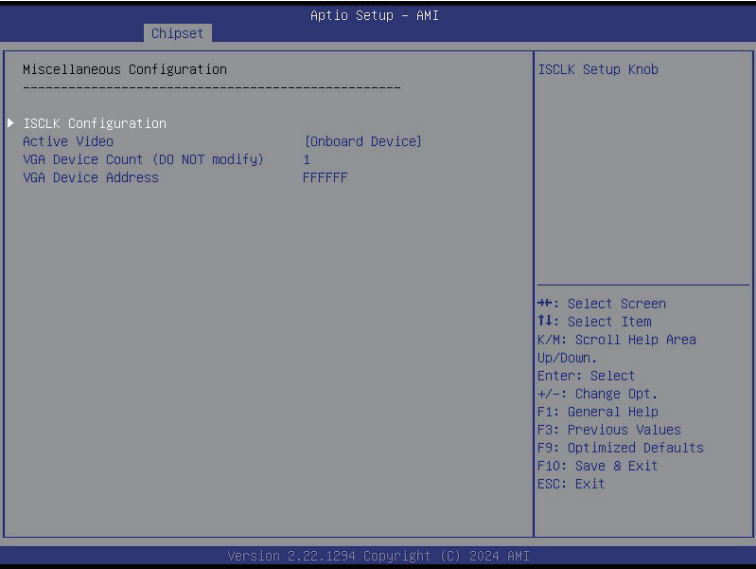 Aptio Setup – AMI
Chipset
Miscellaneous Configuration
------------------------------------------------
ISCLK Configuration
Active Video [Onboard Device]
VGA Device Count (DO NOT modify) 1
VGA Device Address FFFFFF
ISCLK Setup Knob
→←: Select Screen
↑↓: Select Item
K/M: Scroll Help Area
Up/Down.
Enter: Select
+/-: Change Opt.
F1: General Help
F3: Previous Values
F9: Optimized Defaults
F10: Save & Exit
ESC: Exit
Version 2.22.1294 Copyright (C) 2024 AMI